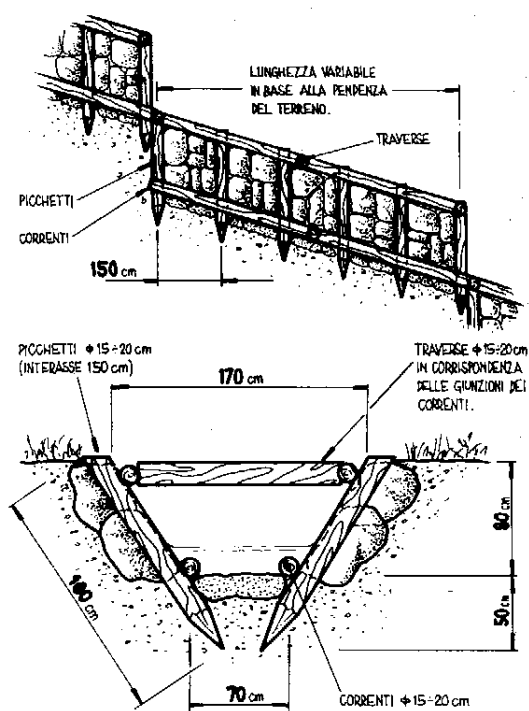 LUNGHEZZA VARIABILE
IN BASE ALLA PENDENZA
DEL TERRENO.
TRAVERSE
PICCHETTI
CORRENTI
150 cm
PICCHETTI ϕ 15÷20 cm
(INTERASSE 150 cm)
170 cm
TRAVERSE ϕ 15÷20 cm
IN CORRISPONDENZA
DELLE GIUNZIONI DEI
CORRENTI.
80 cm
50 cm
180 cm
70 cm
CORRENTI ϕ 15÷20 cm